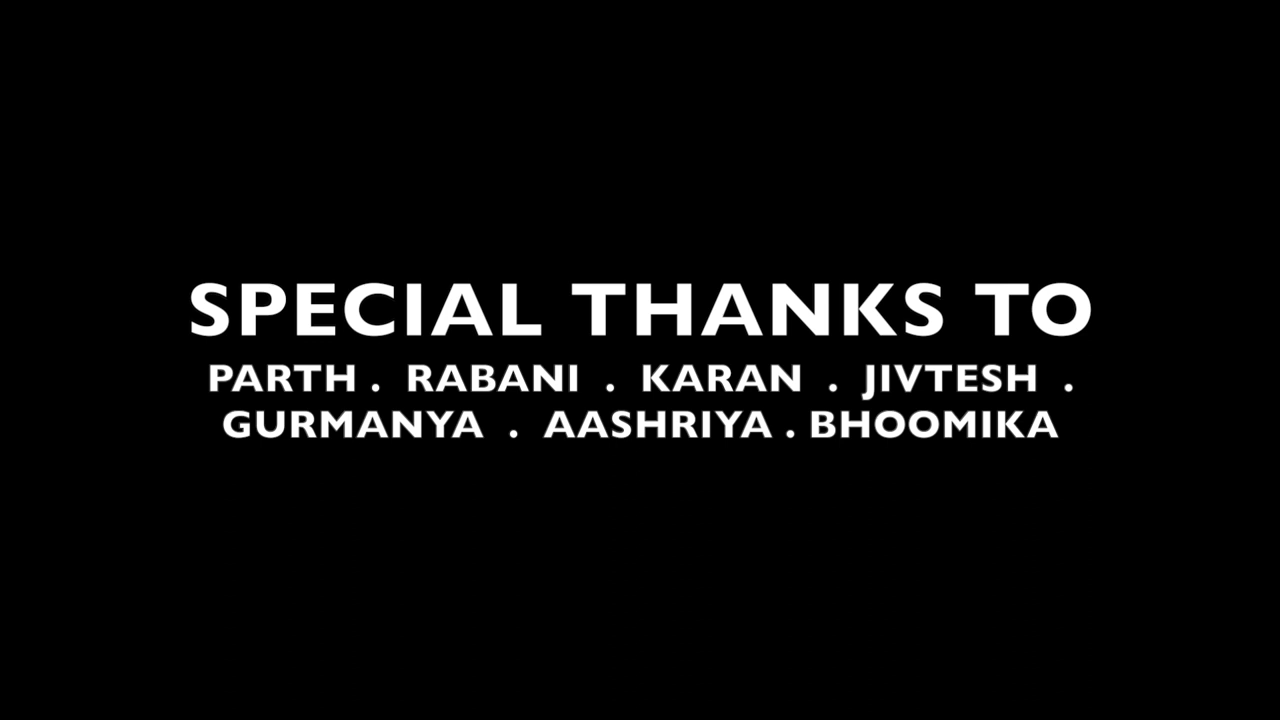 SPECIAL THANKS TO
PARTH . RABANI . KARAN . JIVTESH .
GURMANYA . AASHRIYA . BHOOMIKA